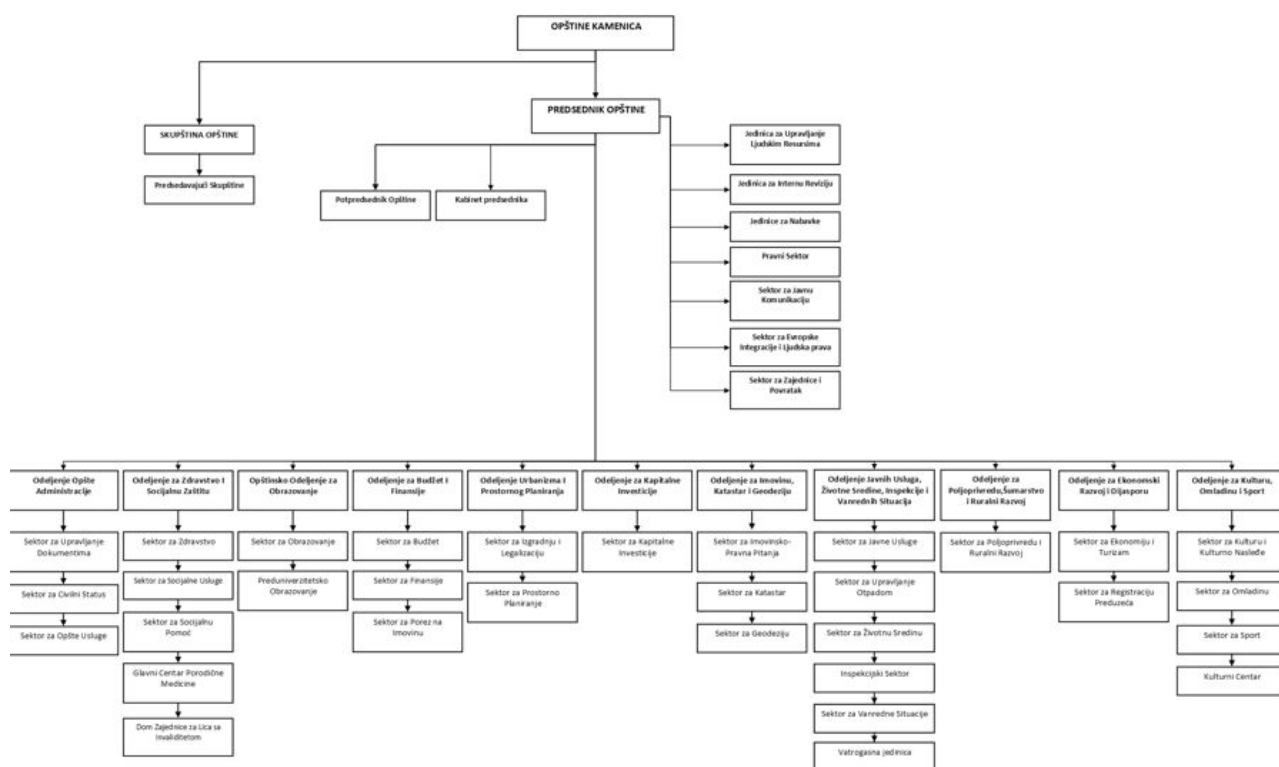 OPŠTINE KAMENICA
PREDSEDNIK OPŠTINE
SKUPŠTINA OPŠTINE
Predsedavajući Skupštine
Potpredsednik Opštine
Kabinet predsednika
Jedinica za Upravljanje
Ljudskim Resursima
Jedinica za Internu Reviziju
Jedinice za Nabavke
Pravni Sektor
Sektor za Javnu
Komunikaciju
Sektor za Evropske
Integracije i Ljudska prava
Sektor za Zajednice i
Povratak
Odeljenje Opšte
Administracije
Sektor za Upravljanje
Dokumentima
Sektor za Civilni Status
Sektor za Opšte Usluge
Odeljenje za Zdravstvo I
Socijalnu Zaštitu
Sektor za Zdravstvo
Sektor za Socijalne Usluge
Sektor za Socijalnu
Pomoć
Glavni Centar Porodične
Medicine
Dom Zajednice za Lica sa
Invaliditetom
Opštinsko Odeljenje za
Obrazovanje
Sektor za Obrazovanje
Preduniverzitetsko
Obrazovanje
Odeljenje za Budžet I
Finansije
Sektor za Budžet
Sektor za Finansije
Sektor za Porez na
Imovinu
Odeljenje Urbanizma I
Prostornog Planiranja
Sektor za Izgradnju i
Legalizaciju
Sektor za Prostorno
Planiranje
Odeljenje za Kapitalne
Investicije
Sektor za Kapitalne
Investicije
Odeljenje za Imovinu,
Katastar i Geodeziju
Sektor za Imovinsko-
Pravna Pitanja
Sektor za Katastar
Sektor za Geodeziju
Odeljenje Javnih Usluga,
Životne Sredine, Inspekcije i
Vanrednih Situacija
Sektor za Javne Usluge
Sektor za Upravljanje
Otpadom
Sektor za Životnu Sredinu
Inspekcijski Sektor
Sektor za Vanredne Situacije
Vatrogasna jedinica
Odeljenje za
Poljoprivredu,Šumarstvo
i Ruralni Razvoj
Sektor za Poljoprivredu i
Ruralni Razvoj
Odeljenje za Ekonomski
Razvoj i Dijasporu
Sektor za Ekonomiju i
Turizam
Sektor za Registraciju
Preduzeća
Odeljenje za Kulturu,
Omladinu i Sport
Sektor za Kulturu i
Kulturno Nasleđe
Sektor za Omladinu
Sektor za Sport
Kulturni Centar